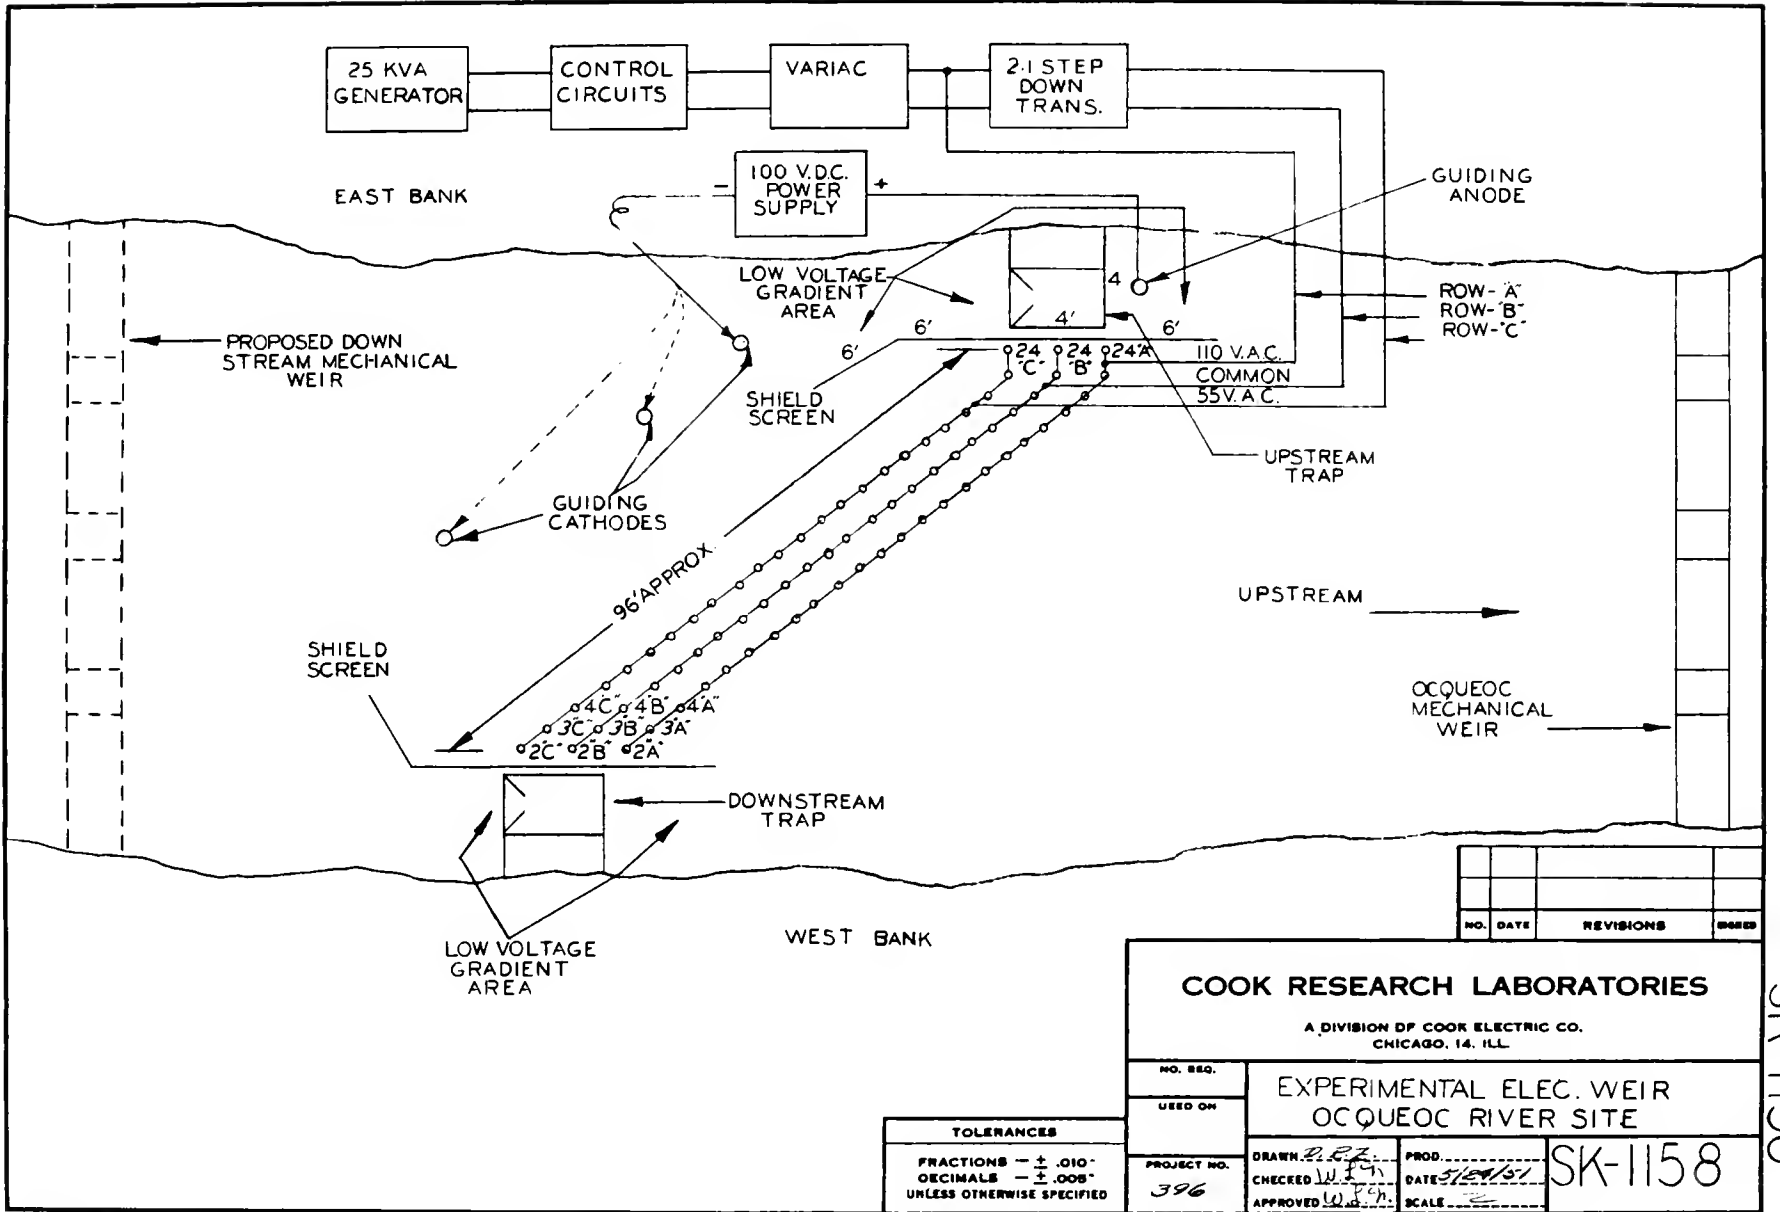 25 KVA
GENERATOR
CONTROL
CIRCUITS
VARIAC
2:1 STEP
DOWN
TRANS.
100 V.D.C.
POWER
SUPPLY
-
+
EAST BANK
GUIDING
ANODE
LOW VOLTAGE
GRADIENT
AREA
4
4'
6'
6'
6'
ROW-"A"
ROW-"B"
ROW-"C"
PROPOSED DOWN
STREAM MECHANICAL
WEIR
24 "C"
24 "B"
24"A"
110 V.A.C.
COMMON
55V.A.C.
SHIELD
SCREEN
UPSTREAM
TRAP
GUIDING
CATHODES
96' APPROX.
UPSTREAM
SHIELD
SCREEN
4"C" 4"B" 4"A"
3"C" 3"B" 3"A"
2"C" 2"B" 2"A"
OCQUEOC
MECHANICAL
WEIR
DOWNSTREAM
TRAP
LOW VOLTAGE
GRADIENT
AREA
WEST BANK
NO. DATE REVISIONS
COOK RESEARCH LABORATORIES
A DIVISION OF COOK ELECTRIC CO.
CHICAGO, 14, ILL.
NO. REQ.
USED ON
PROJECT NO.
396
EXPERIMENTAL ELEC. WEIR
OCQUEOC RIVER SITE
TOLERANCES
FRACTIONS - ± .010"
DECIMALS - ± .005"
UNLESS OTHERWISE SPECIFIED
DRAWN D.R.Z.
CHECKED
APPROVED
PROD.
DATE 5/24/51
SCALE
SK-1158